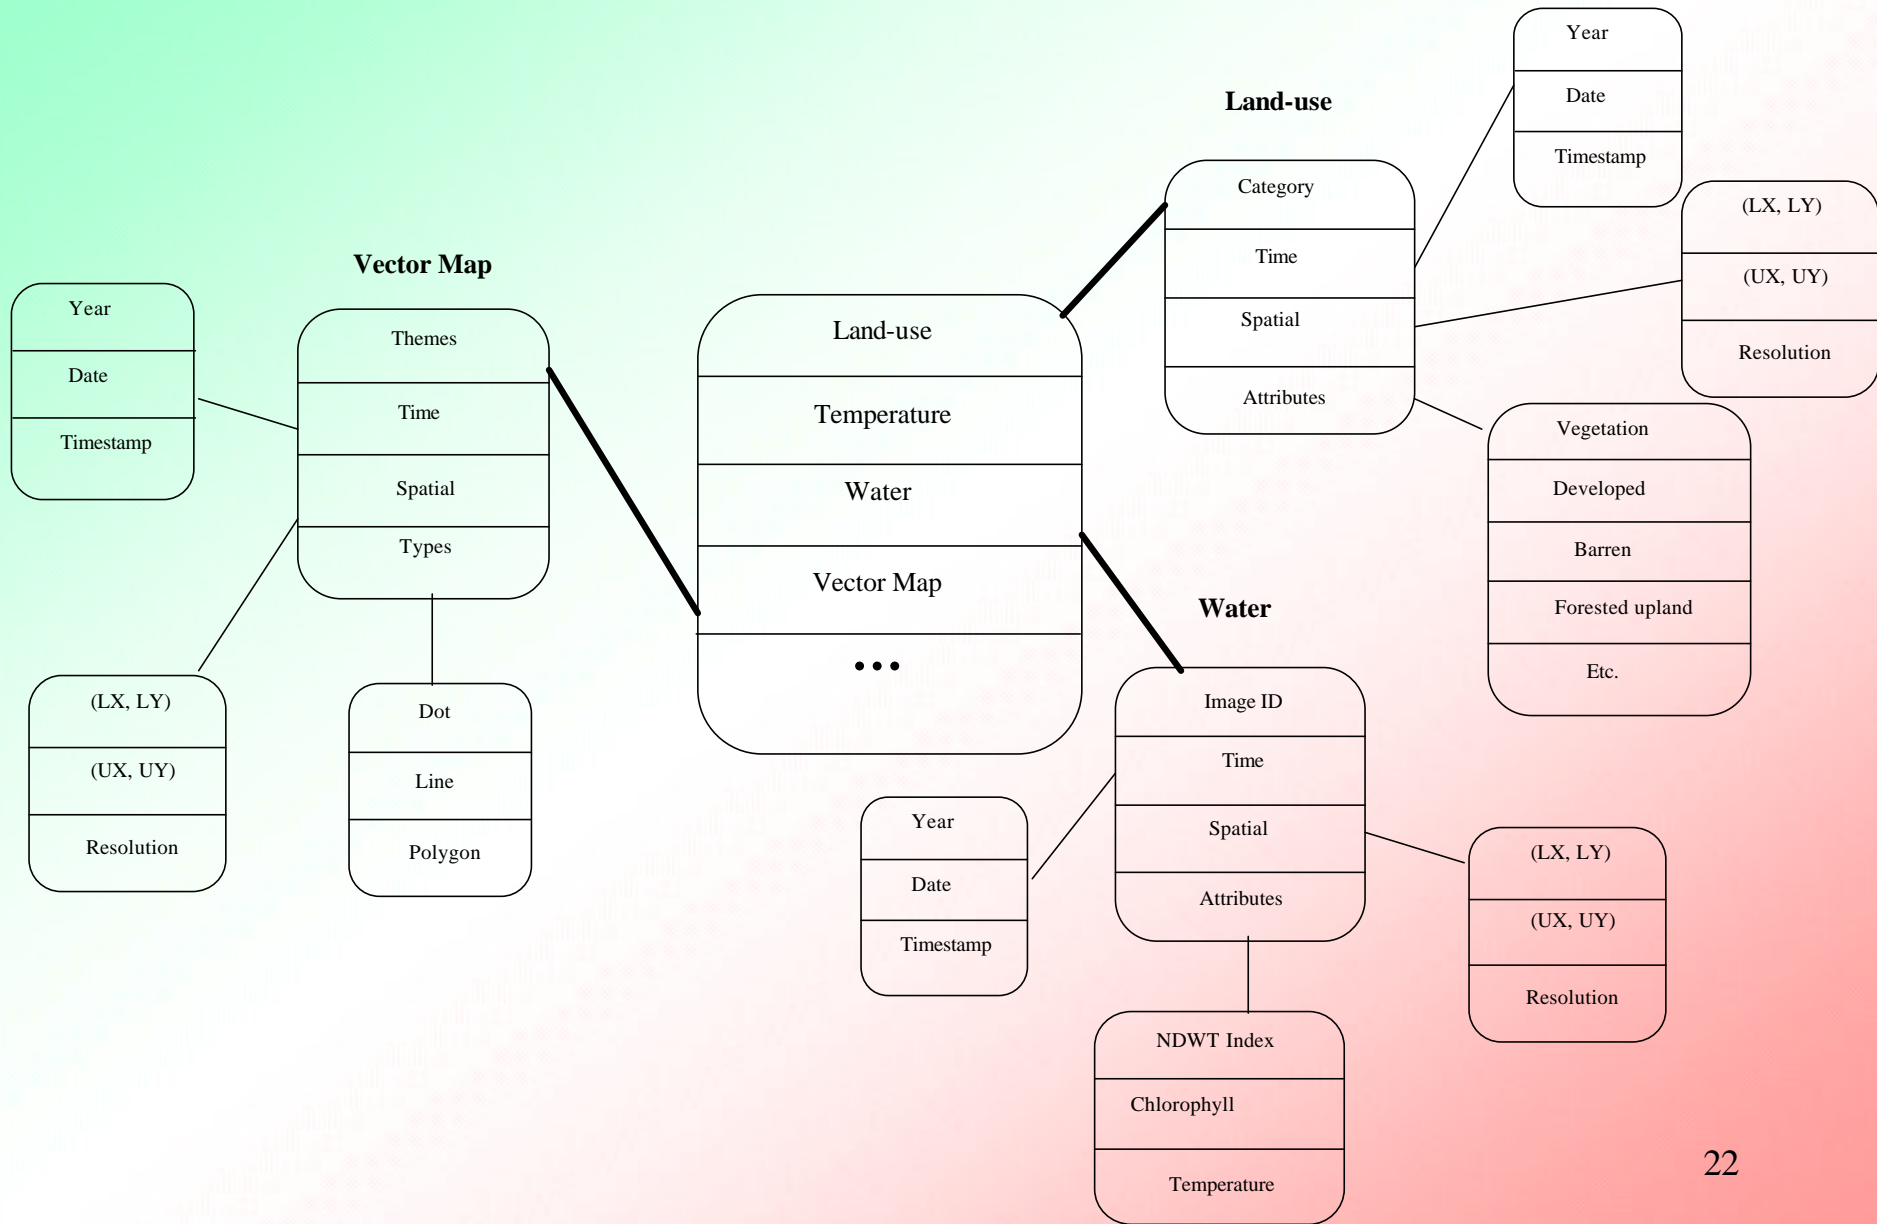 Vector Map
Year
Date
Timestamp
Themes
Time
Spatial
Types
(LX, LY)
(UX, UY)
Resolution
Dot
Line
Polygon
Land-use
Temperature
Water
Vector Map
•••
Land-use
Category
Time
Spatial
Attributes
Year
Date
Timestamp
(LX, LY)
(UX, UY)
Resolution
Vegetation
Developed
Barren
Forested upland
Etc.
Water
Image ID
Time
Spatial
Attributes
Year
Date
Timestamp
(LX, LY)
(UX, UY)
Resolution
NDWT Index
Chlorophyll
Temperature
22